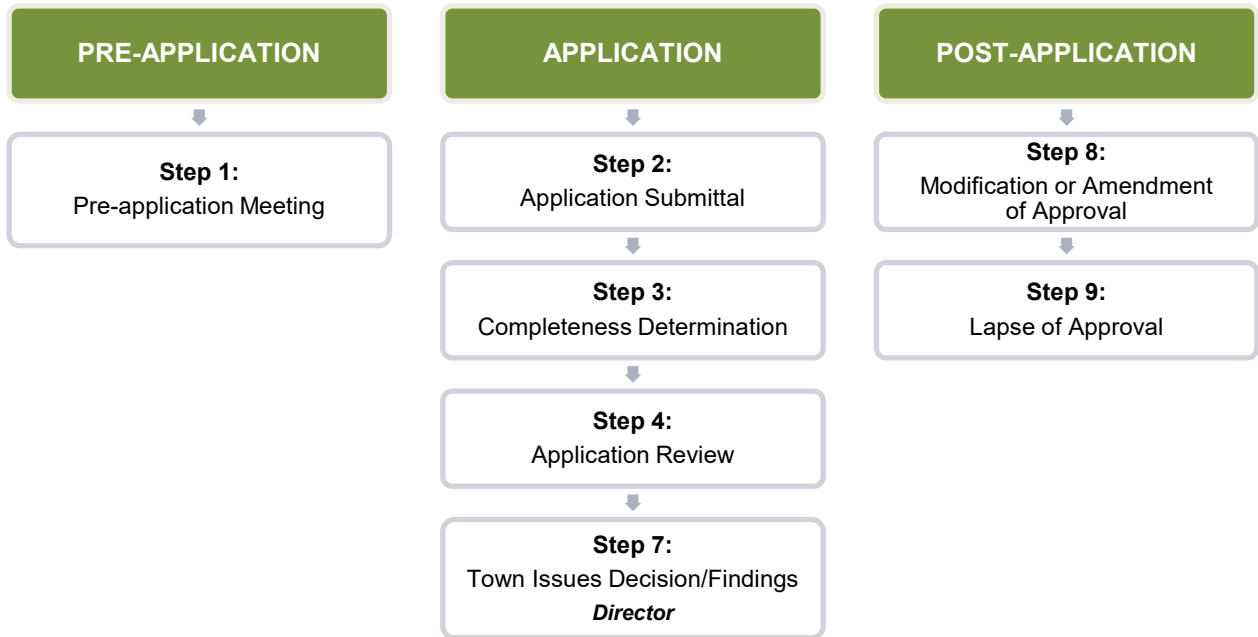 PRE-APPLICATION
Step 1:
Pre-application Meeting
APPLICATION
Step 2:
Application Submittal
Step 3:
Completeness Determination
Step 4:
Application Review
Step 7:
Town Issues Decision/Findings
Director
POST-APPLICATION
Step 8:
Modification or Amendment
of Approval
Step 9:
Lapse of Approval